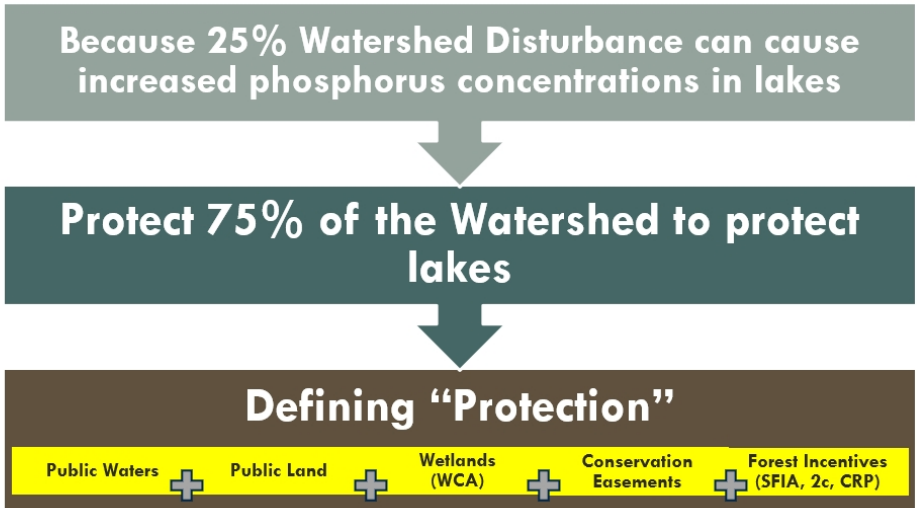 Because 25% Watershed Disturbance can cause
increased phosphorus concentrations in lakes
Protect 75% of the Watershed to protect
lakes
Defining “Protection”
Public Waters
Public Land
Wetlands
(WCA)
Conservation
Easements
Forest Incentives
(SFIA, 2c, CRP)